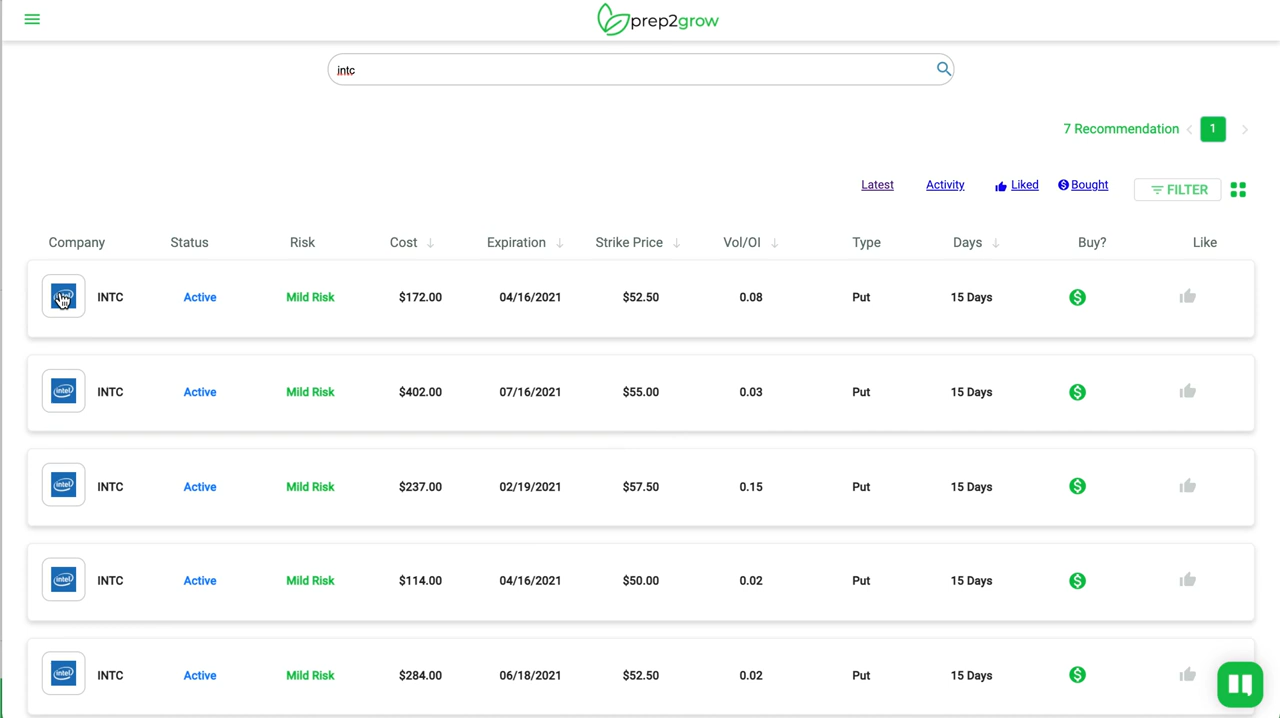 prep2grow
intc
7 Recommendation 1
Latest Activity Liked Bought FILTER
Company Status Risk Cost Expiration Strike Price Vol/OI Type Days Buy? Like
INTC Active Mild Risk $172.00 04/16/2021 $52.50 0.08 Put 15 Days $
intel INTC Active Mild Risk $402.00 07/16/2021 $55.00 0.03 Put 15 Days $
intel INTC Active Mild Risk $237.00 02/19/2021 $57.50 0.15 Put 15 Days $
intel INTC Active Mild Risk $114.00 04/16/2021 $50.00 0.02 Put 15 Days $
intel INTC Active Mild Risk $284.00 06/18/2021 $52.50 0.02 Put 15 Days $